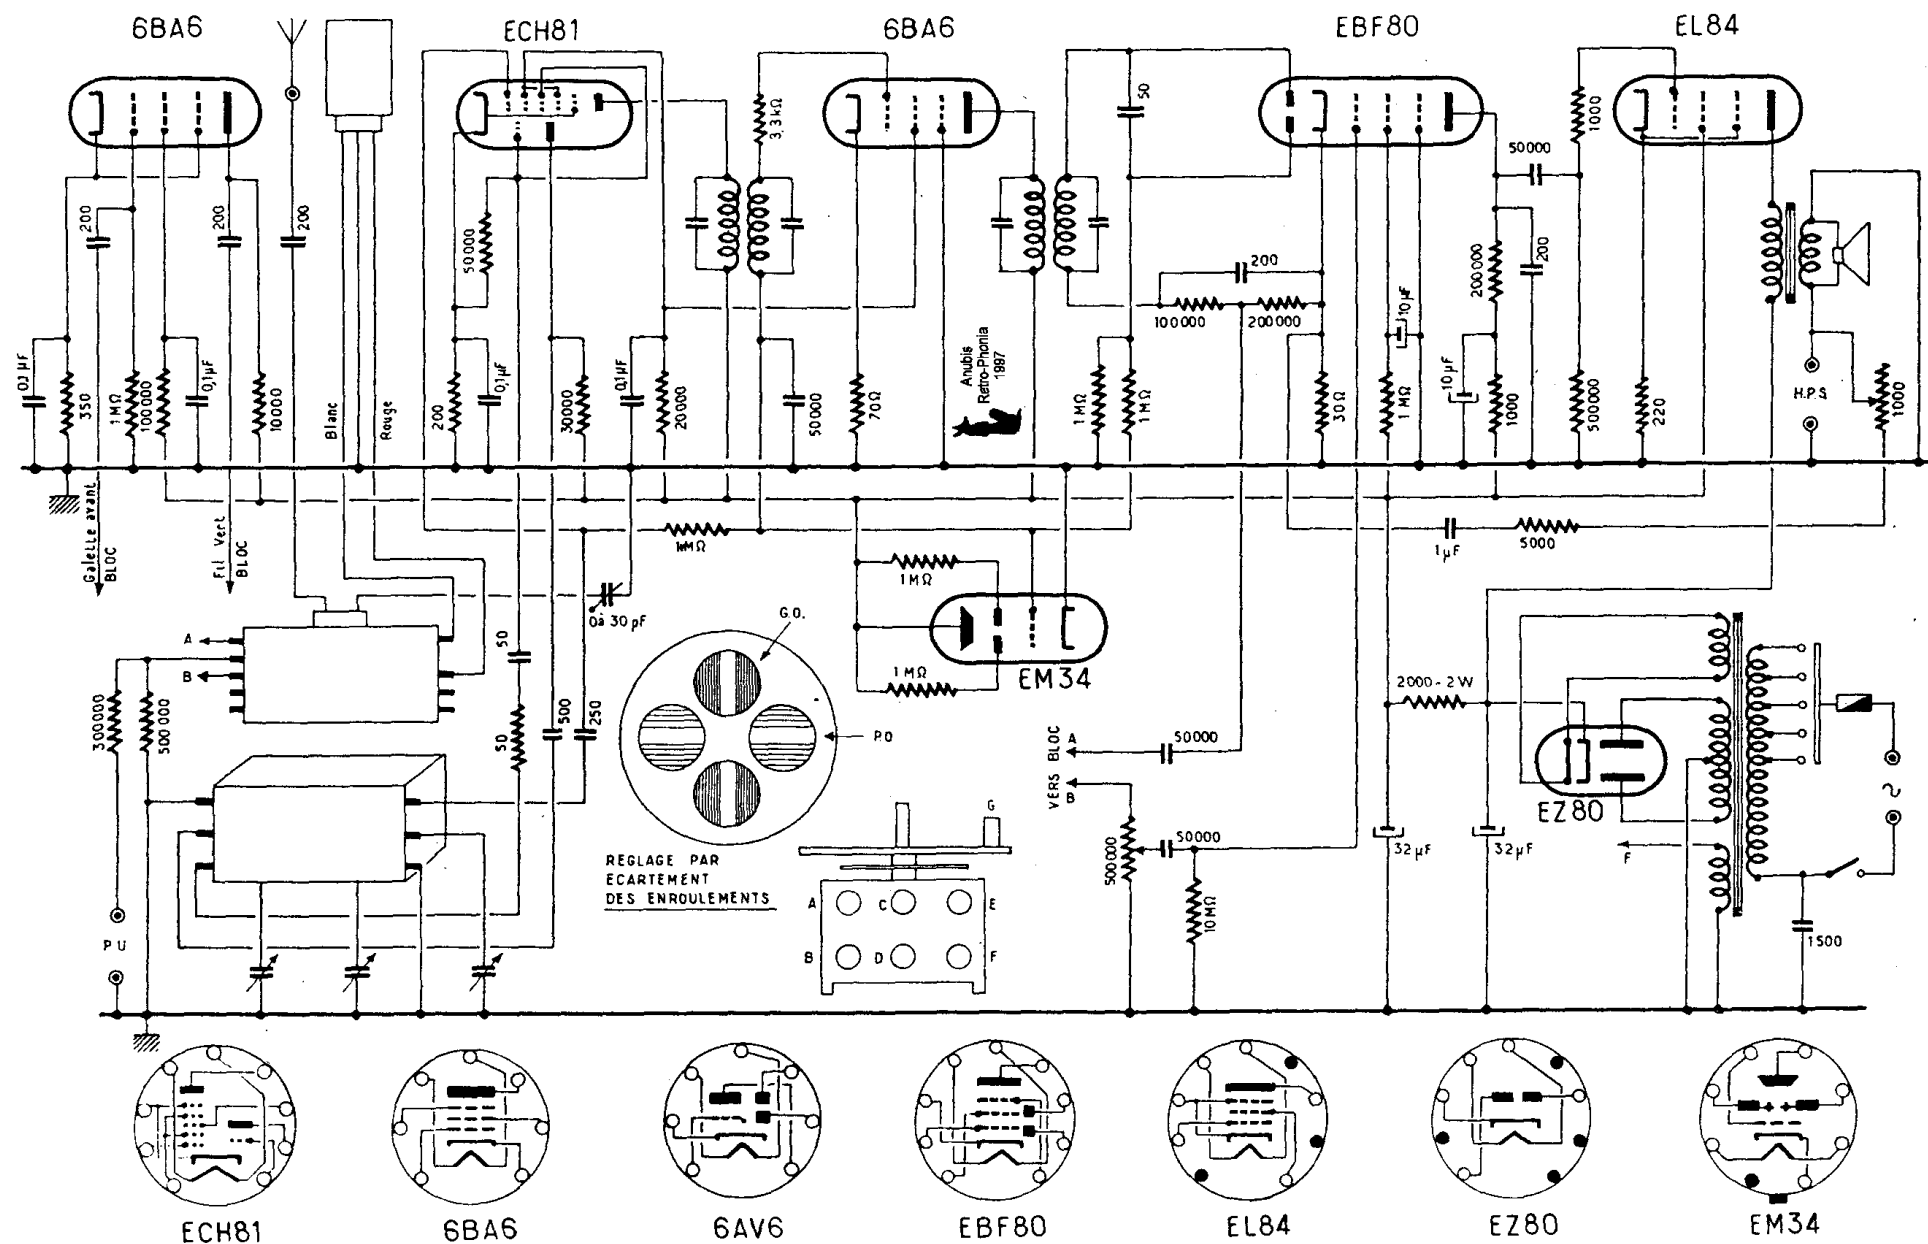 6BA6
ECH81
6BA6
EBF80
EL84
200
200
200
50000
3,3kΩ
50
200
100000
200000
10µF
50000
1000
200000
200
0,1µF
350
1MΩ
100000
0,1µF
10000
Blanc
Rouge
200
0,1µF
30000
0,1µF
20000
50000
70Ω
Anubis
Retro-Phonia
1997
1MΩ
1MΩ
30Ω
1MΩ
10µF
1000
500000
220
H.P.S
1000
Galette avant
BLOC
Fil Vert
BLOC
1MΩ
1MΩ
1MΩ
EM34
1µF
5000
0à 30pF
A
B
300000
500000
50
50
500
250
G.O.
P.O
REGLAGE PAR
ECARTEMENT
DES ENROULEMENTS
G
A
C
E
B
D
F
VERS BLOC
A
B
50000
500000
50000
10MΩ
2000-2W
EZ80
32µF
32µF
F
1500
P U
ECH81
6BA6
6AV6
EBF80
EL84
EZ80
EM34